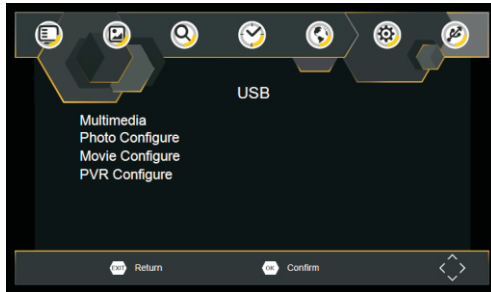 USB
Multimedia
Photo Configure
Movie Configure
PVR Configure
EXIT Return
OK Confirm